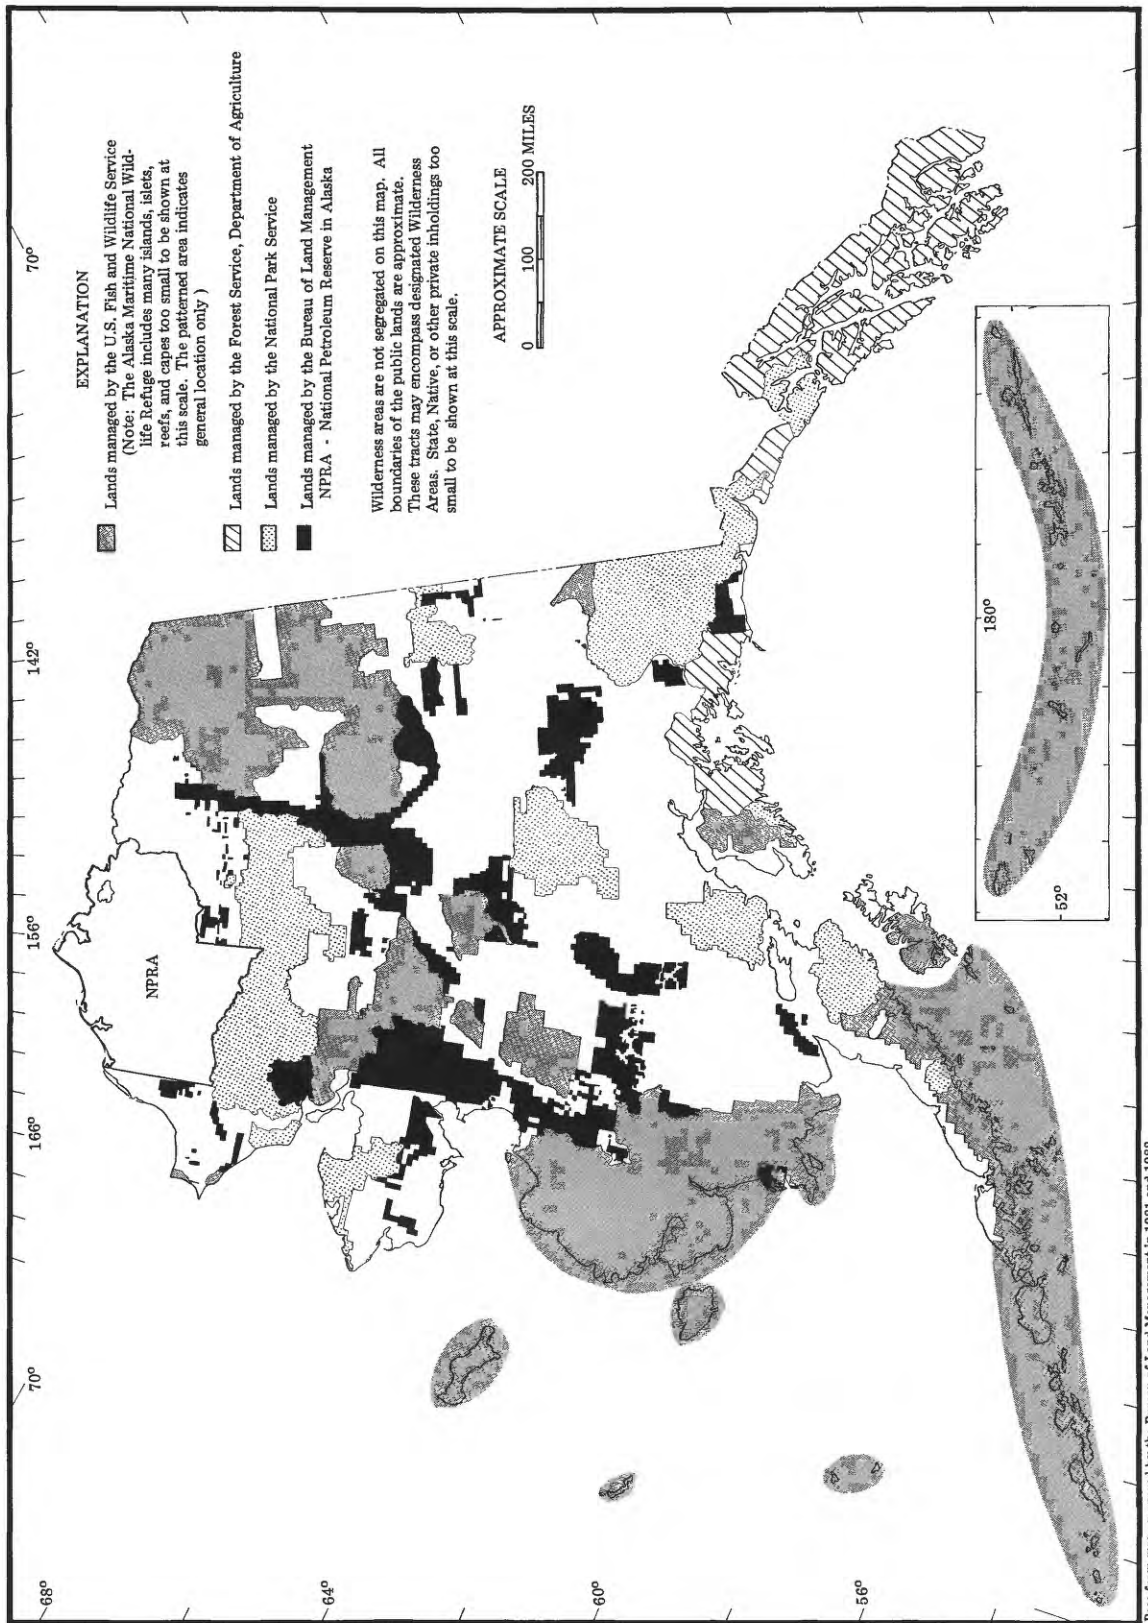 EXPLANATION
Lands managed by the U.S. Fish and Wildlife Service
(Note: The Alaska Maritime National Wild-
life Refuge includes many islands, islets,
reefs, and capes too small to be shown at
this scale. The patterned area indicates
general location only )
Lands managed by the Forest Service, Department of Agriculture
Lands managed by the National Park Service
Lands managed by the Bureau of Land Management
NPRA - National Petroleum Reserve in Alaska
Wilderness areas are not segregated on this map. All
boundaries of the public lands are approximate.
These tracts may encompass designated Wilderness
Areas. State, Native, or other private inholdings too
small to be shown at this scale.
APPROXIMATE SCALE
0 100 200 MILES
70°
166°
156°
142°
70°
68°
64°
60°
56°
NPRA
180°
52°